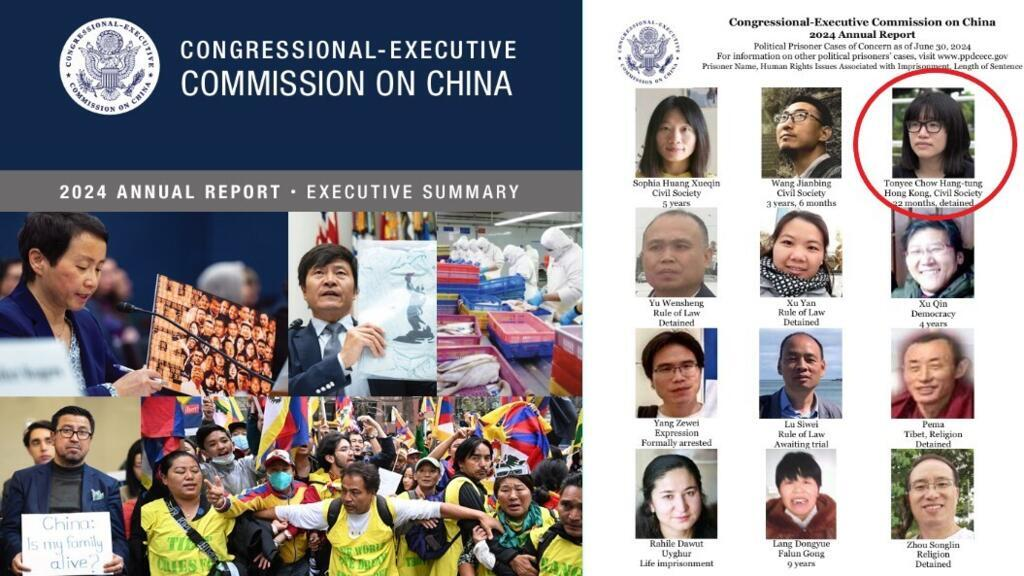 CONGRESSIONAL-EXECUTIVE
COMMISSION ON CHINA
CONGRESSIONAL-EXECUTIVE
COMMISSION ON CHINA
2024 ANNUAL REPORT • EXECUTIVE SUMMARY
China:
Is my family
alive?
Congressional-Executive Commission on China
2024 Annual Report
Political Prisoner Cases of Concern as of June 30, 2024
For information on other political prisoners' cases, visit www.ppdcecc.gov
Prisoner Name, Human Rights Issues Associated with Imprisonment, Length of Sentence
Sophia Huang Xueqin
Civil Society
5 years
Wang Jianbing
Civil Society
3 years, 6 months
Tonyee Chow Hang-tung
Hong Kong, Civil Society
22 months, detained
Yu Wensheng
Rule of Law
Detained
Xu Yan
Rule of Law
Detained
Xu Qin
Democracy
4 years
Yang Zewei
Expression
Formally arrested
Lu Siwei
Rule of Law
Awaiting trial
Pema
Tibet, Religion
Detained
Rahile Dawut
Uyghur
Life imprisonment
Lang Dongyue
Falun Gong
9 years
Zhou Songlin
Religion
Detained